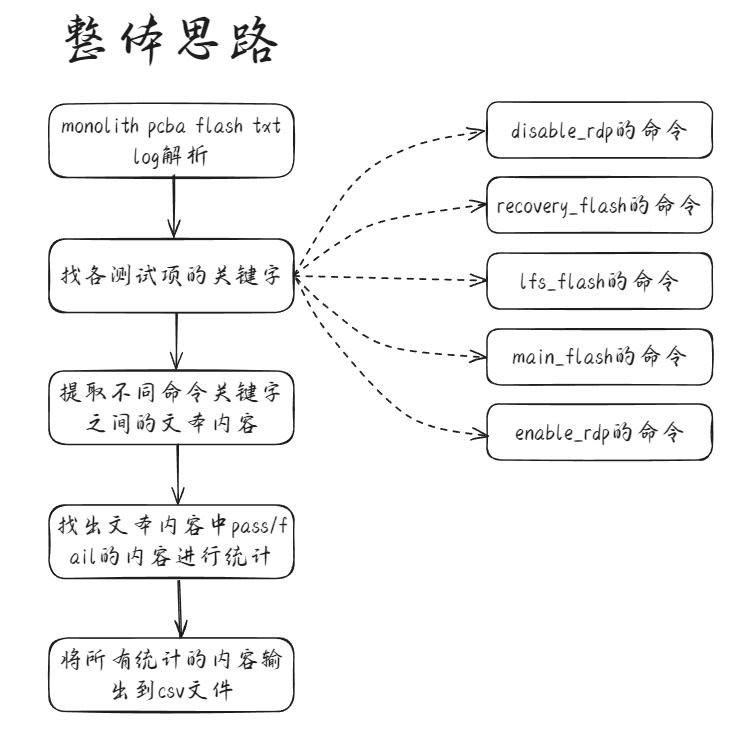 整体思路
monolith pcba flash txt
log解析
找各测试项的关键字
提取不同命令关键字
之间的文本内容
找出文本内容中pass/f
ail的内容进行统计
将所有统计的内容输
出到csv文件
disable_rdp的命令
recovery_flash的命令
lfs_flash的命令
main_flash的命令
enable_rdp的命令